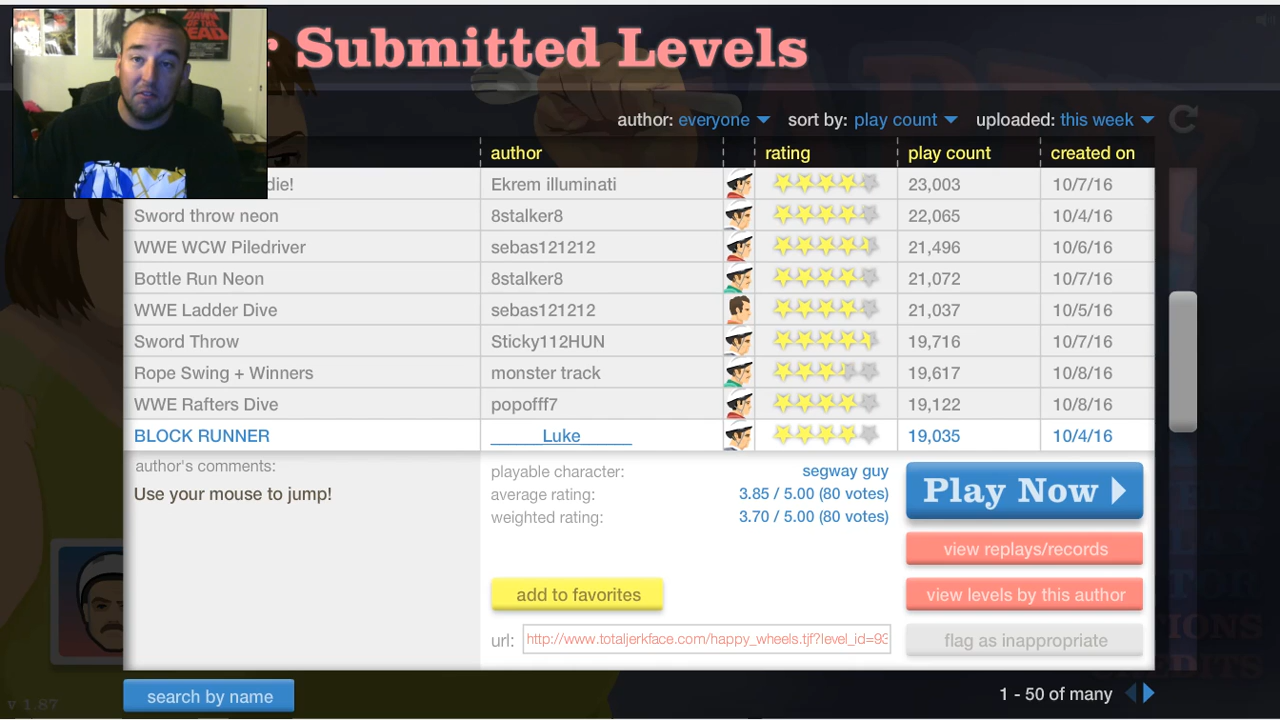 DAWN
OF THE
DEAD
r Submitted Levels
author: everyone sort by: play count uploaded: this week
author rating play count created on
die! Ekrem illuminati 23,003 10/7/16
Sword throw neon 8stalker8 22,065 10/4/16
WWE WCW Piledriver sebas121212 21,496 10/6/16
Bottle Run Neon 8stalker8 21,072 10/7/16
WWE Ladder Dive sebas121212 21,037 10/5/16
Sword Throw Sticky112HUN 19,716 10/7/16
Rope Swing + Winners monster track 19,617 10/8/16
WWE Rafters Dive popofff7 19,122 10/8/16
BLOCK RUNNER ______Luke______ 19,035 10/4/16
author's comments:
Use your mouse to jump!
playable character: segway guy
average rating: 3.85 / 5.00 (80 votes)
weighted rating: 3.70 / 5.00 (80 votes)
Play Now
view replays/records
add to favorites
view levels by this author
url: http://www.totaljerkface.com/happy_wheels.tjf?level_id=93
flag as inappropriate
search by name
1 - 50 of many
v 1.87